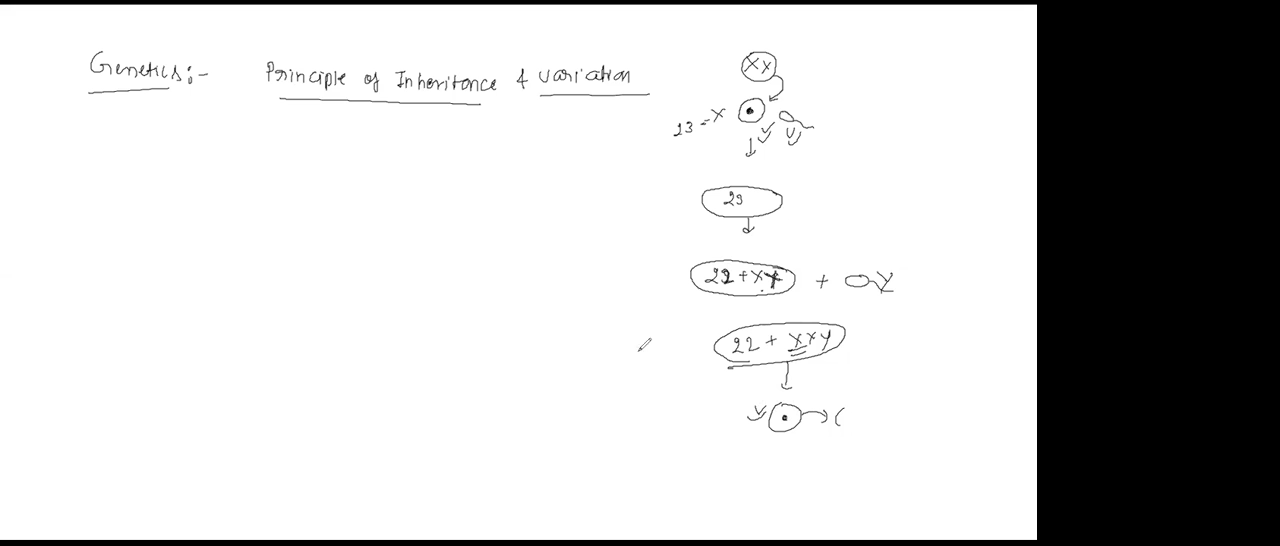 Genetics:- Principle of Inheritance & Variation
XX
23 = X
23
22 + XX + Y
22 + XXY